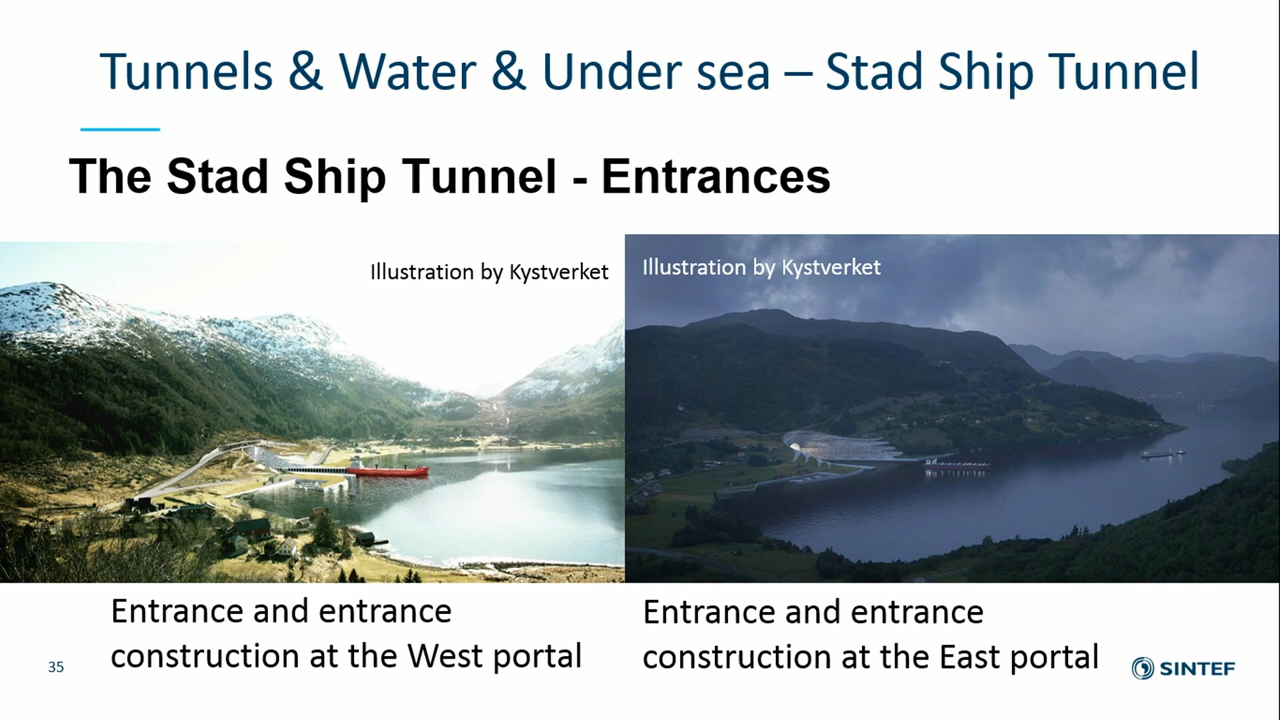 Tunnels & Water & Under sea – Stad Ship Tunnel
The Stad Ship Tunnel - Entrances
Illustration by Kystverket
Illustration by Kystverket
Entrance and entrance
construction at the West portal
Entrance and entrance
construction at the East portal
35
SINTEF